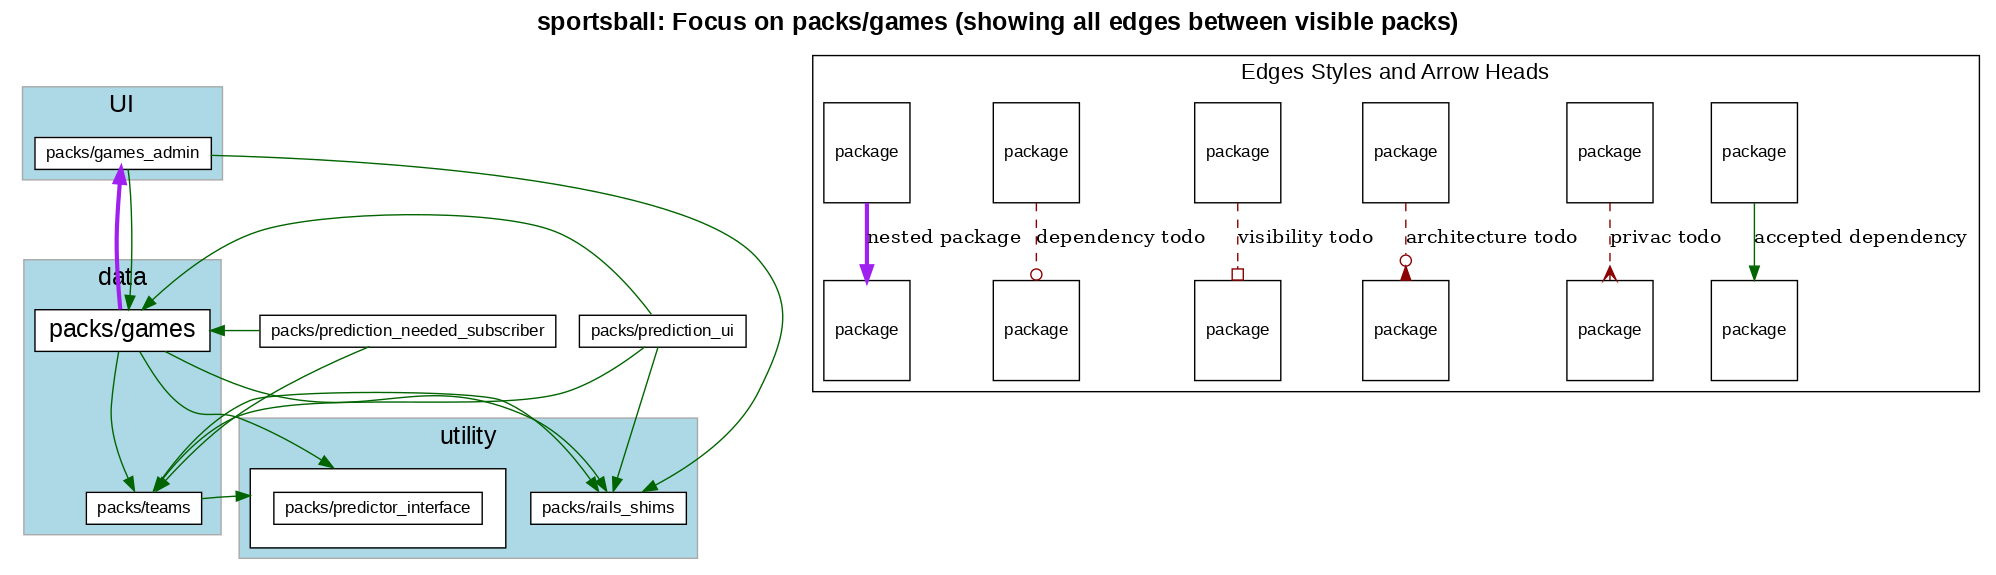 sportsball: Focus on packs/games (showing all edges between visible packs)
UI
packs/games_admin
data
packs/games
packs/prediction_needed_subscriber
packs/prediction_ui
packs/teams
utility
packs/predictor_interface
packs/rails_shims
Edges Styles and Arrow Heads
package
package
package
package
package
package
nested package
dependency todo
visibility todo
architecture todo
privac todo
accepted dependency
package
package
package
package
package
package